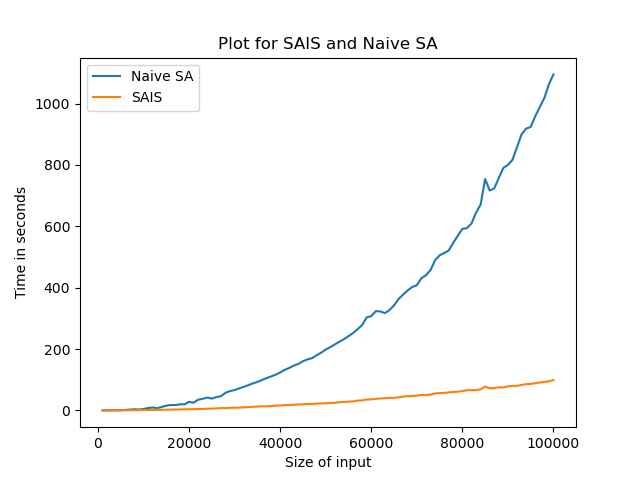 Plot for SAIS and Naive SA
Naive SA
SAIS
Time in seconds
1000
800
600
400
200
0
0 20000 40000 60000 80000 100000
Size of input